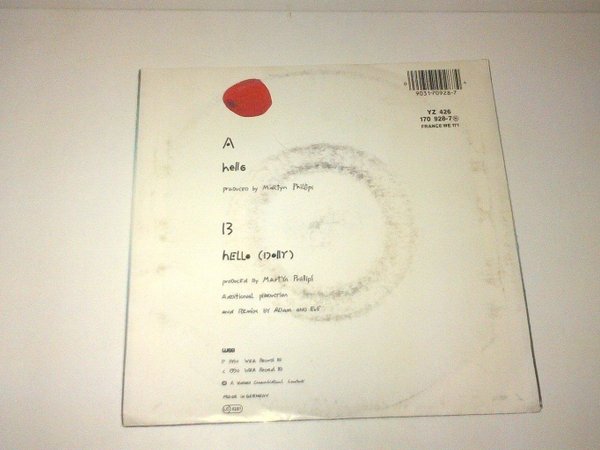 9031-70928-7
YZ 426
170 928-7
FRANCE WE 171
A
hello
produced by Martyn Phillips
B
hELLo (Dolly)
produced by Martyn Phillips
Additional production
and remix by Adam and Eve
wea
P 1990 WEA Record
C 1990 WEA Record
A Warner Communications Company
MADE IN GERMANY